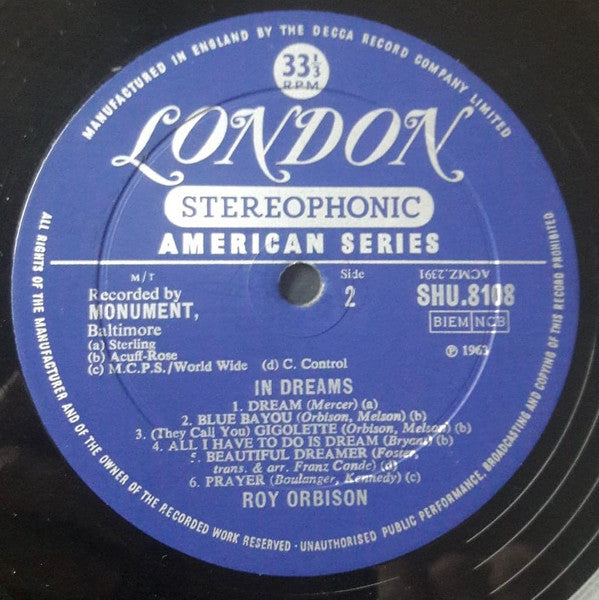 MANUFACTURED IN ENGLAND BY THE DECCA RECORD COMPANY LIMITED
33⅓
RPM
LONDON
STEREOPHONIC
AMERICAN SERIES
M/T
Side
ACMZ.2391
Recorded by
2
SHU.8108
MONUMENT,
BIEM NCB
Baltimore
(a) Sterling
℗ 1963
(b) Acuff-Rose
(c) M.C.P.S./World Wide (d) C. Control
IN DREAMS
1. DREAM (Mercer) (a)
2. BLUE BAYOU (Orbison, Melson) (b)
3. (They Call You) GIGOLETTE (Orbison, Melson) (b)
4. ALL I HAVE TO DO IS DREAM (Bryant) (b)
5. BEAUTIFUL DREAMER (Foster,
trans. & arr. Franz Conde) (d)
6. PRAYER (Boulanger, Kennedy) (c)
ROY ORBISON
ALL RIGHTS OF THE MANUFACTURER AND OF THE OWNER OF THE RECORDED WORK RESERVED · UNAUTHORISED PUBLIC PERFORMANCE, BROADCASTING AND COPYING OF THIS RECORD PROHIBITED